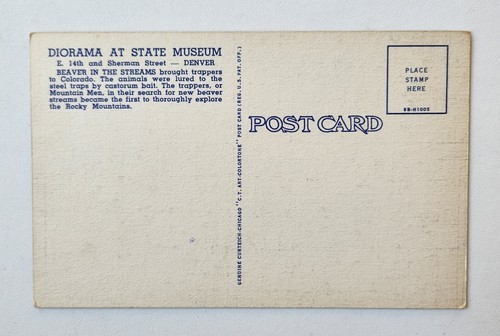 DIORAMA AT STATE MUSEUM
E. 14th and Sherman Street — DENVER
BEAVER IN THE STREAMS brought trappers
to Colorado. The animals were lured to the
steel traps by castorum bait. The trappers, or
Mountain Men, in their search for new beaver
streams became the first to thoroughly explore
the Rocky Mountains.
GENUINE CURTEICH-CHICAGO "C.T. ART-COLORTONE" POST CARD (REG. U.S. PAT. OFF.)
POST CARD
PLACE
STAMP
HERE
8B-H1005